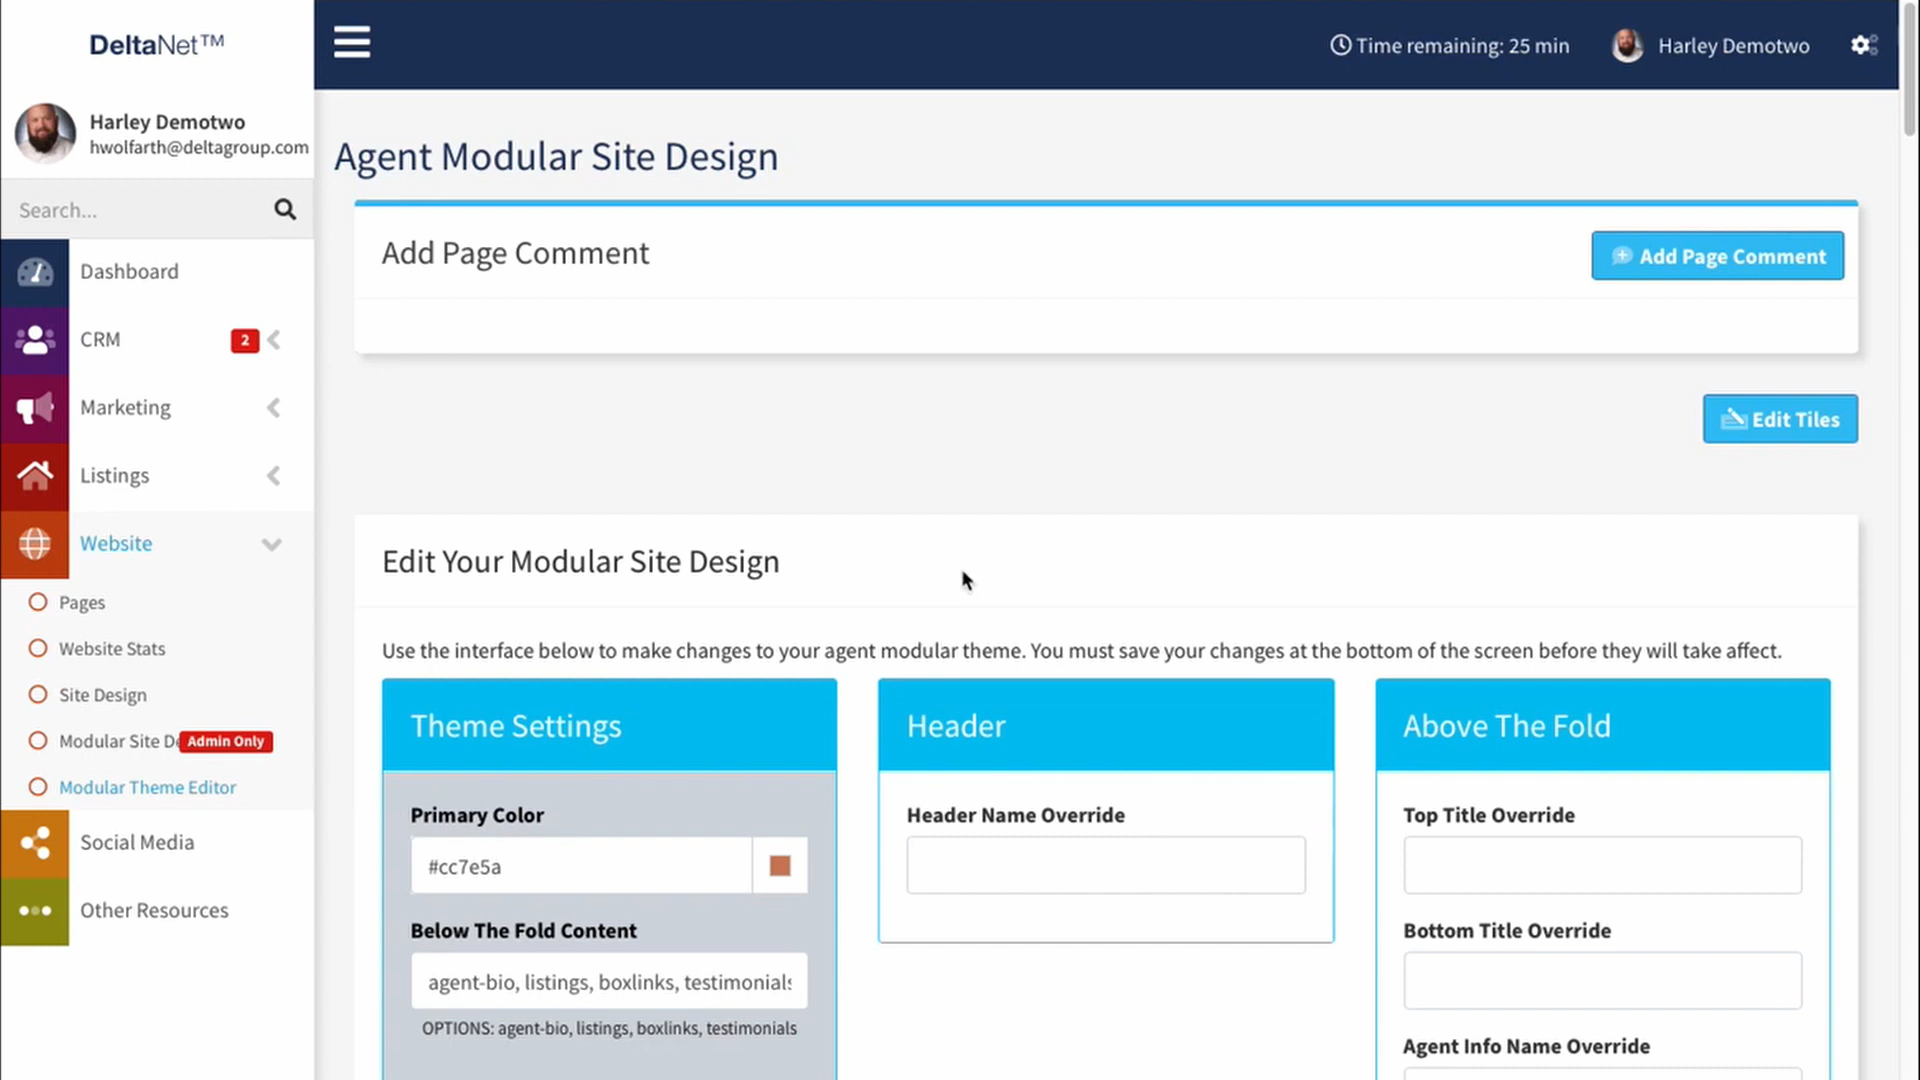 DeltaNet™
Time remaining: 25 min
Harley Demotwo
Harley Demotwo
hwolfarth@deltagroup.com
Search...
Dashboard
CRM
2
Marketing
Listings
Website
Pages
Website Stats
Site Design
Modular Site De
Admin Only
Modular Theme Editor
Social Media
Other Resources
Agent Modular Site Design
Add Page Comment
Add Page Comment
Edit Tiles
Edit Your Modular Site Design
Use the interface below to make changes to your agent modular theme. You must save your changes at the bottom of the screen before they will take affect.
Theme Settings
Primary Color
#cc7e5a
Below The Fold Content
agent-bio, listings, boxlinks, testimonials
OPTIONS: agent-bio, listings, boxlinks, testimonials
Header
Header Name Override
Above The Fold
Top Title Override
Bottom Title Override
Agent Info Name Override